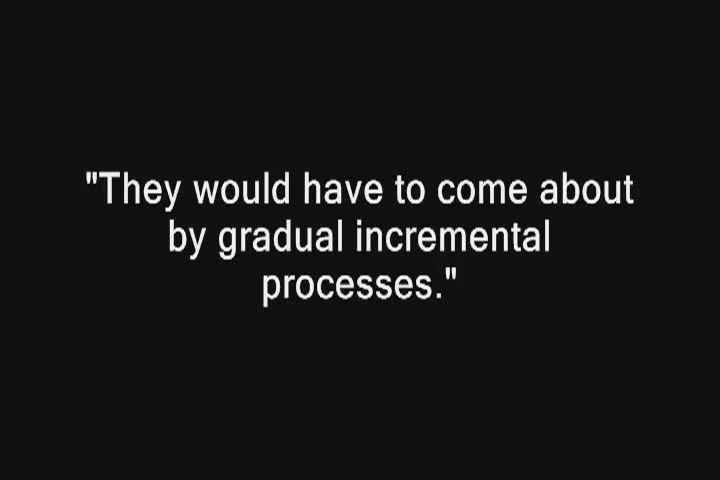 "They would have to come about
by gradual incremental
processes."